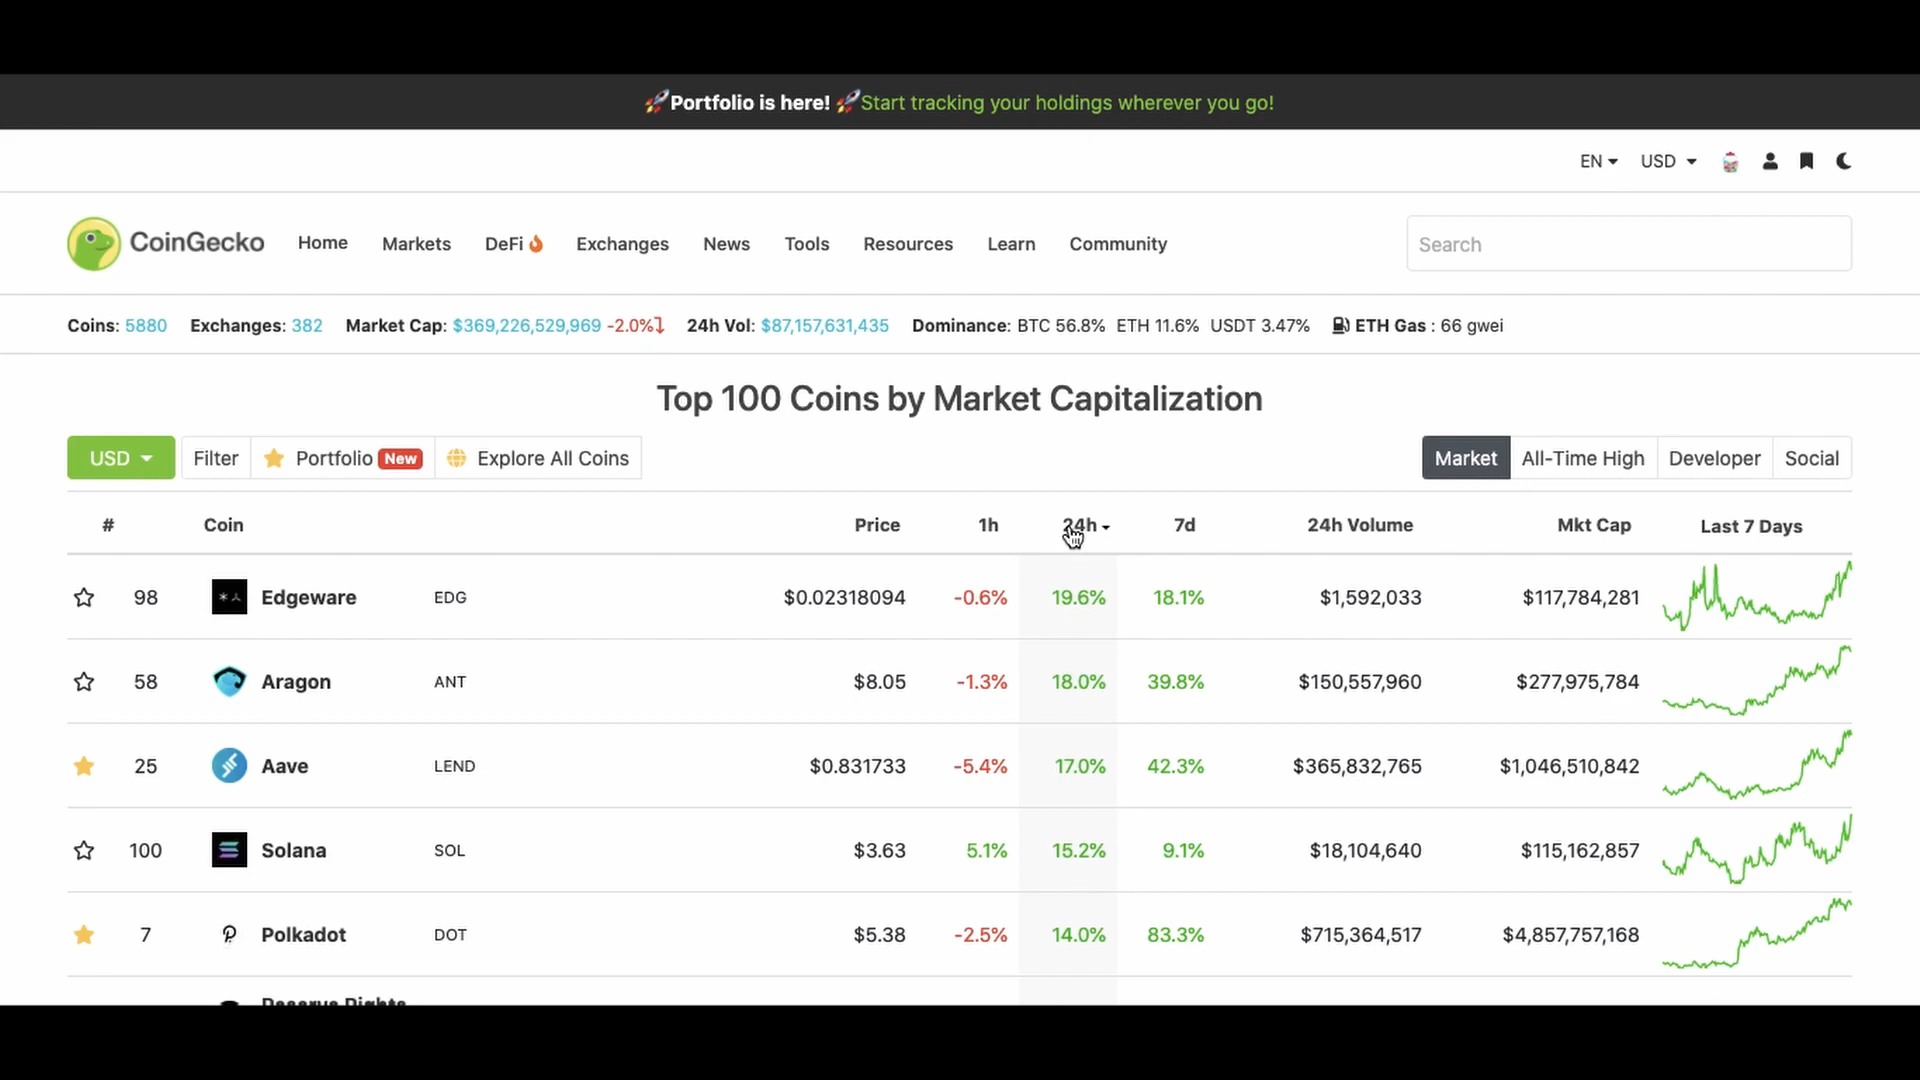 🚀Portfolio is here! 🚀Start tracking your holdings wherever you go!
EN USD
CoinGecko Home Markets DeFi Exchanges News Tools Resources Learn Community Search
Coins: 5880 Exchanges: 382 Market Cap: $369,226,529,969 -2.0% 24h Vol: $87,157,631,435 Dominance: BTC 56.8% ETH 11.6% USDT 3.47% ETH Gas : 66 gwei
Top 100 Coins by Market Capitalization
USD Filter Portfolio New Explore All Coins Market All-Time High Developer Social
# Coin Price 1h 24h 7d 24h Volume Mkt Cap Last 7 Days
98 Edgeware EDG $0.02318094 -0.6% 19.6% 18.1% $1,592,033 $117,784,281
58 Aragon ANT $8.05 -1.3% 18.0% 39.8% $150,557,960 $277,975,784
25 Aave LEND $0.831733 -5.4% 17.0% 42.3% $365,832,765 $1,046,510,842
100 Solana SOL $3.63 5.1% 15.2% 9.1% $18,104,640 $115,162,857
7 Polkadot DOT $5.38 -2.5% 14.0% 83.3% $715,364,517 $4,857,757,168